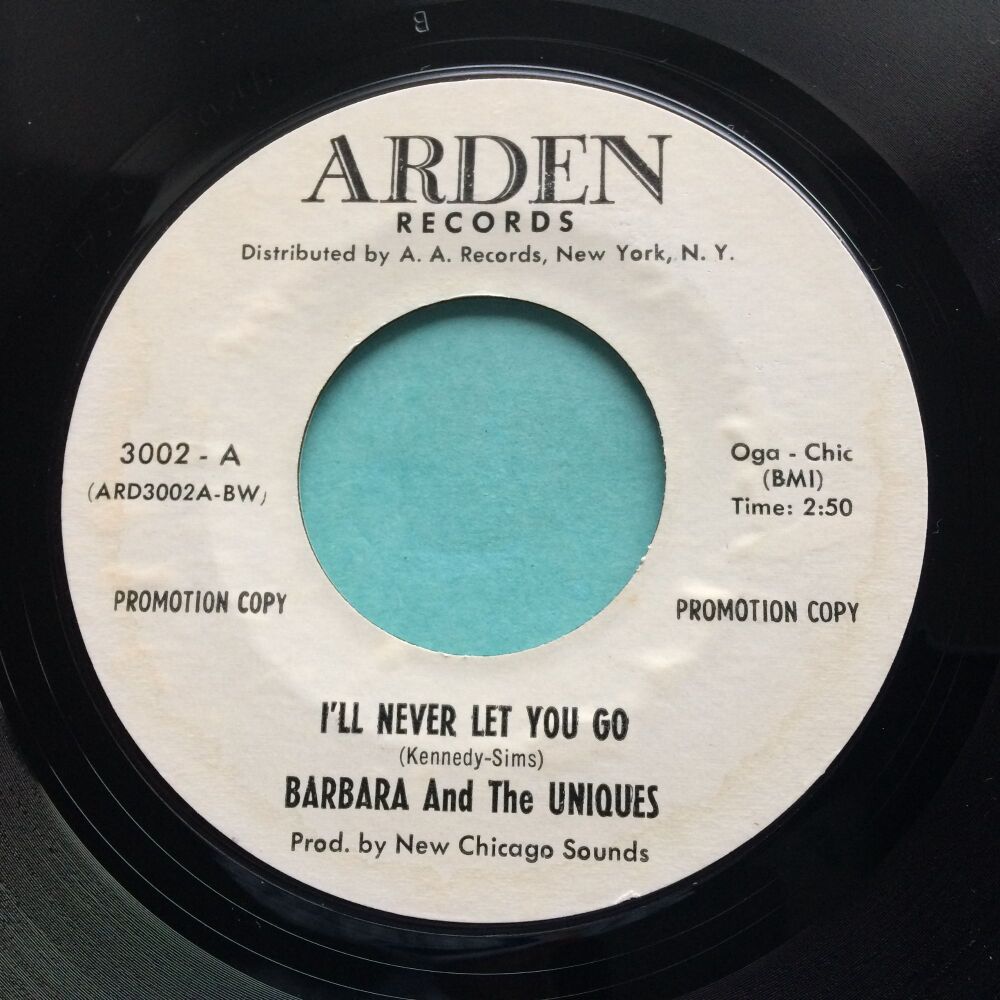 B
ARDEN
RECORDS
Distributed by A. A. Records, New York, N. Y.
3002 - A
(ARD3002A-BW)
Oga - Chic
(BMI)
Time: 2:50
PROMOTION COPY
PROMOTION COPY
I'LL NEVER LET YOU GO
(Kennedy-Sims)
BARBARA And The UNIQUES
Prod. by New Chicago Sounds